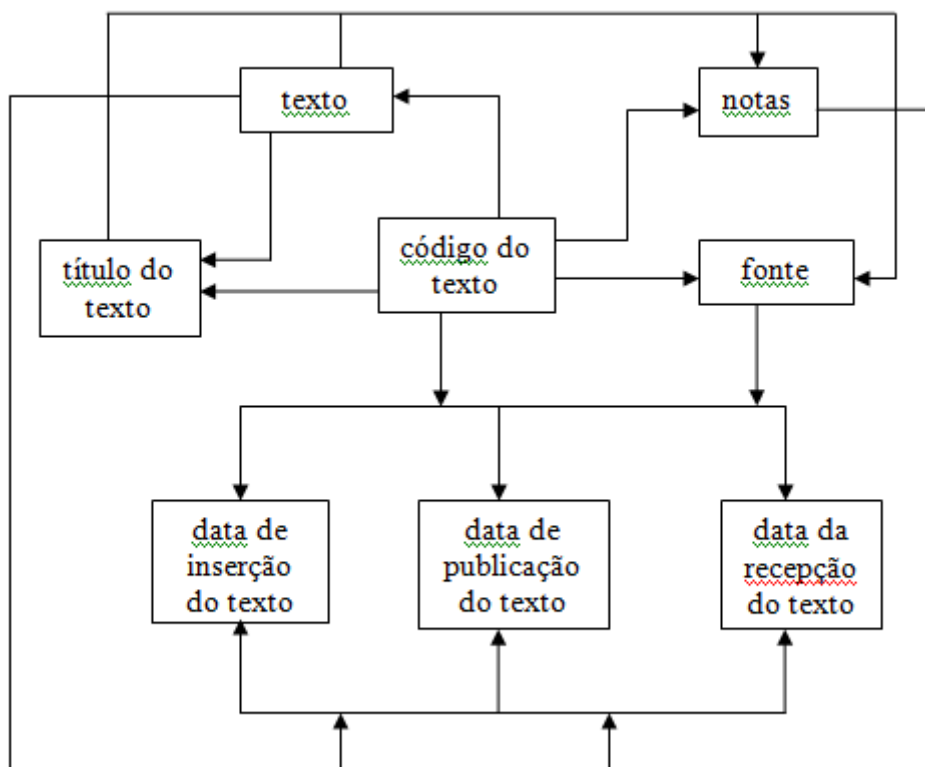 texto
notas
título do
texto
código do
texto
fonte
data de
inserção
do texto
data de
publicação
do texto
data da
recepção
do texto